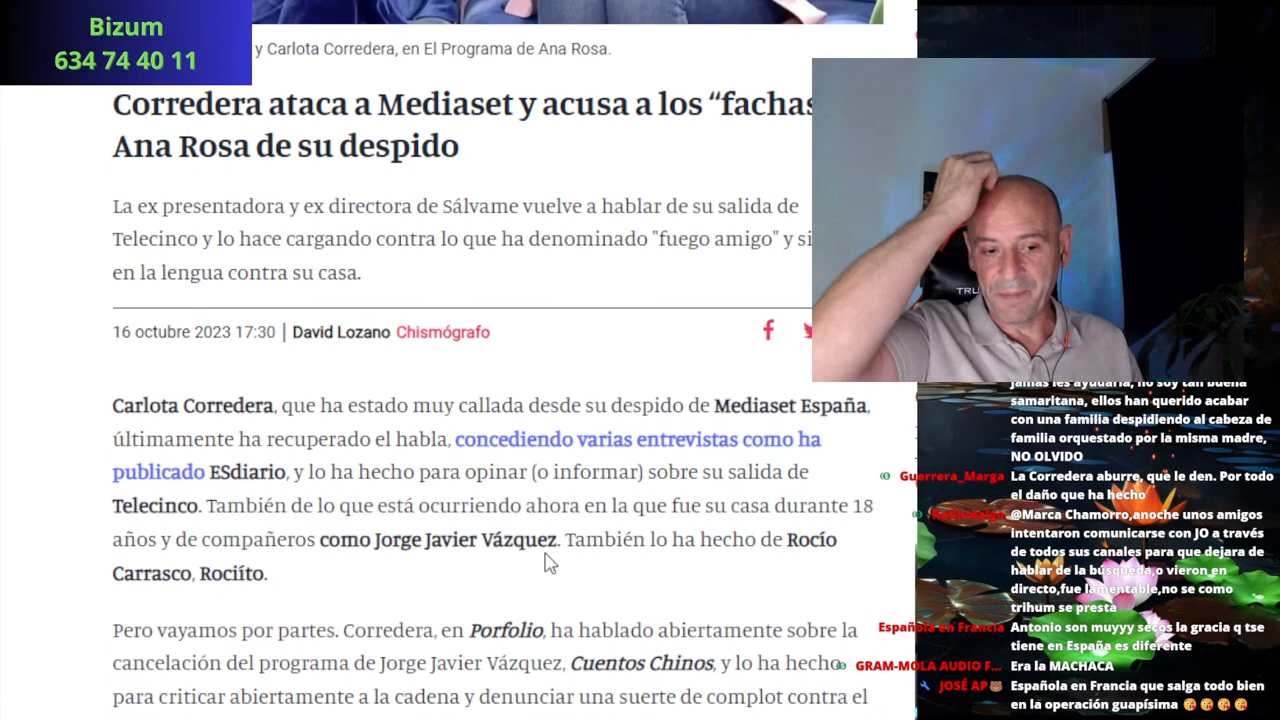 Bizum
634 74 40 11
y Carlota Corredera, en El Programa de Ana Rosa.
Corredera ataca a Mediaset y acusa a los “fachas
Ana Rosa de su despido
La ex presentadora y ex directora de Sálvame vuelve a hablar de su salida de
Telecinco y lo hace cargando contra lo que ha denominado "fuego amigo" y si
en la lengua contra su casa.
16 octubre 2023 17:30 | David Lozano Chismógrafo
Carlota Corredera, que ha estado muy callada desde su despido de Mediaset España,
últimamente ha recuperado el habla, concediendo varias entrevistas como ha
publicado ESdiario, y lo ha hecho para opinar (o informar) sobre su salida de
Telecinco. También de lo que está ocurriendo ahora en la que fue su casa durante 18
años y de compañeros como Jorge Javier Vázquez. También lo ha hecho de Rocío
Carrasco, Rociíto.
Pero vayamos por partes. Corredera, en Porfolio, ha hablado abiertamente sobre la
cancelación del programa de Jorge Javier Vázquez, Cuentos Chinos, y lo ha hecho
para criticar abiertamente a la cadena y denunciar una suerte de complot contra el
TRU
jamas les ayudaria, no soy tan buena
samaritana, ellos han querido acabar
con una familia despidiendo al cabeza de
familia orquestado por la misma madre,
NO OLVIDO
Guerrera_Marga La Corredera aburre, que le den. Por todo
el daño que ha hecho
@Marca Chamorro,anoche unos amigos
intentaron comunicarse con JO a través
de todos sus canales para que dejara de
hablar de la búsqueda,o vieron en
directo,fue lamentable,no se como
trihum se presta
Española en Francia Antonio son muyyy secos la gracia q tse
tiene en España es diferente
GRAM-MOLA AUDIO F... Era la MACHACA
JOSÉ AP Española en Francia que salga todo bien
en la operación guapísima